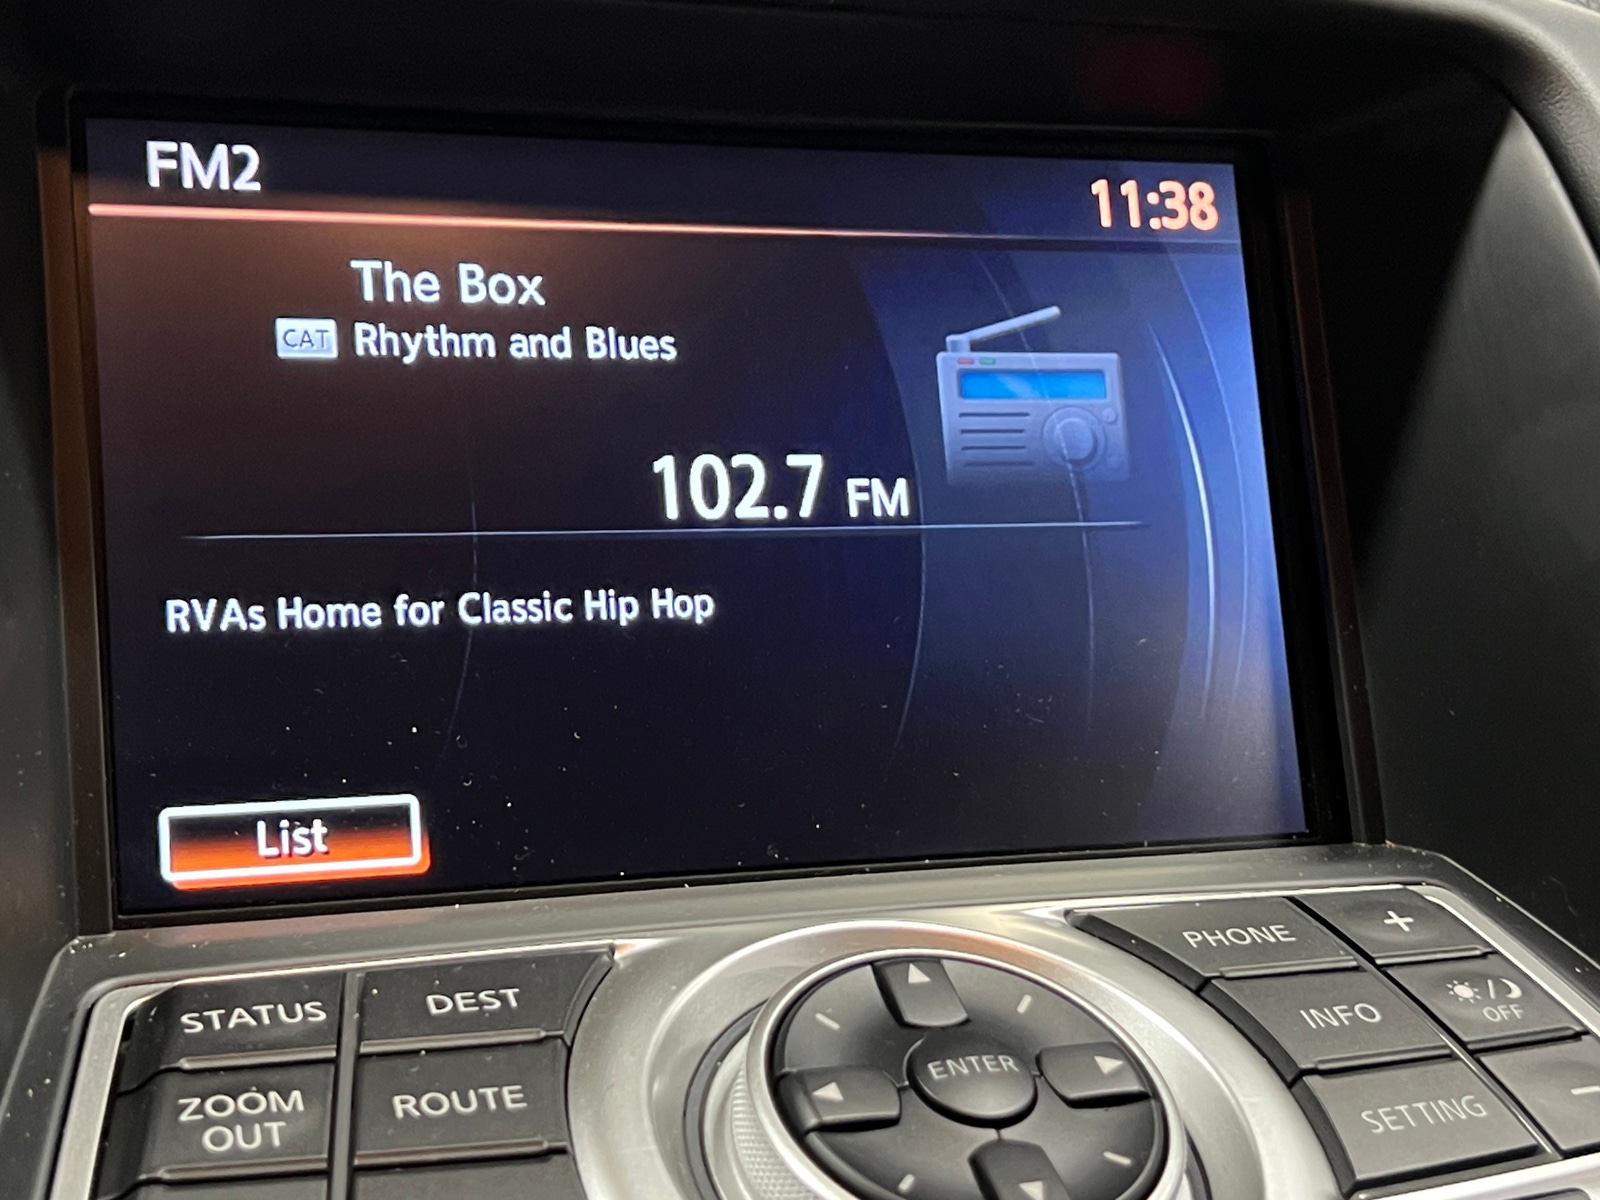 FM2
11:38
The Box
CAT Rhythm and Blues
102.7 FM
RVAs Home for Classic Hip Hop
List
STATUS
DEST
ZOOM
OUT
ROUTE
ENTER
PHONE
+
INFO
OFF
SETTING
−